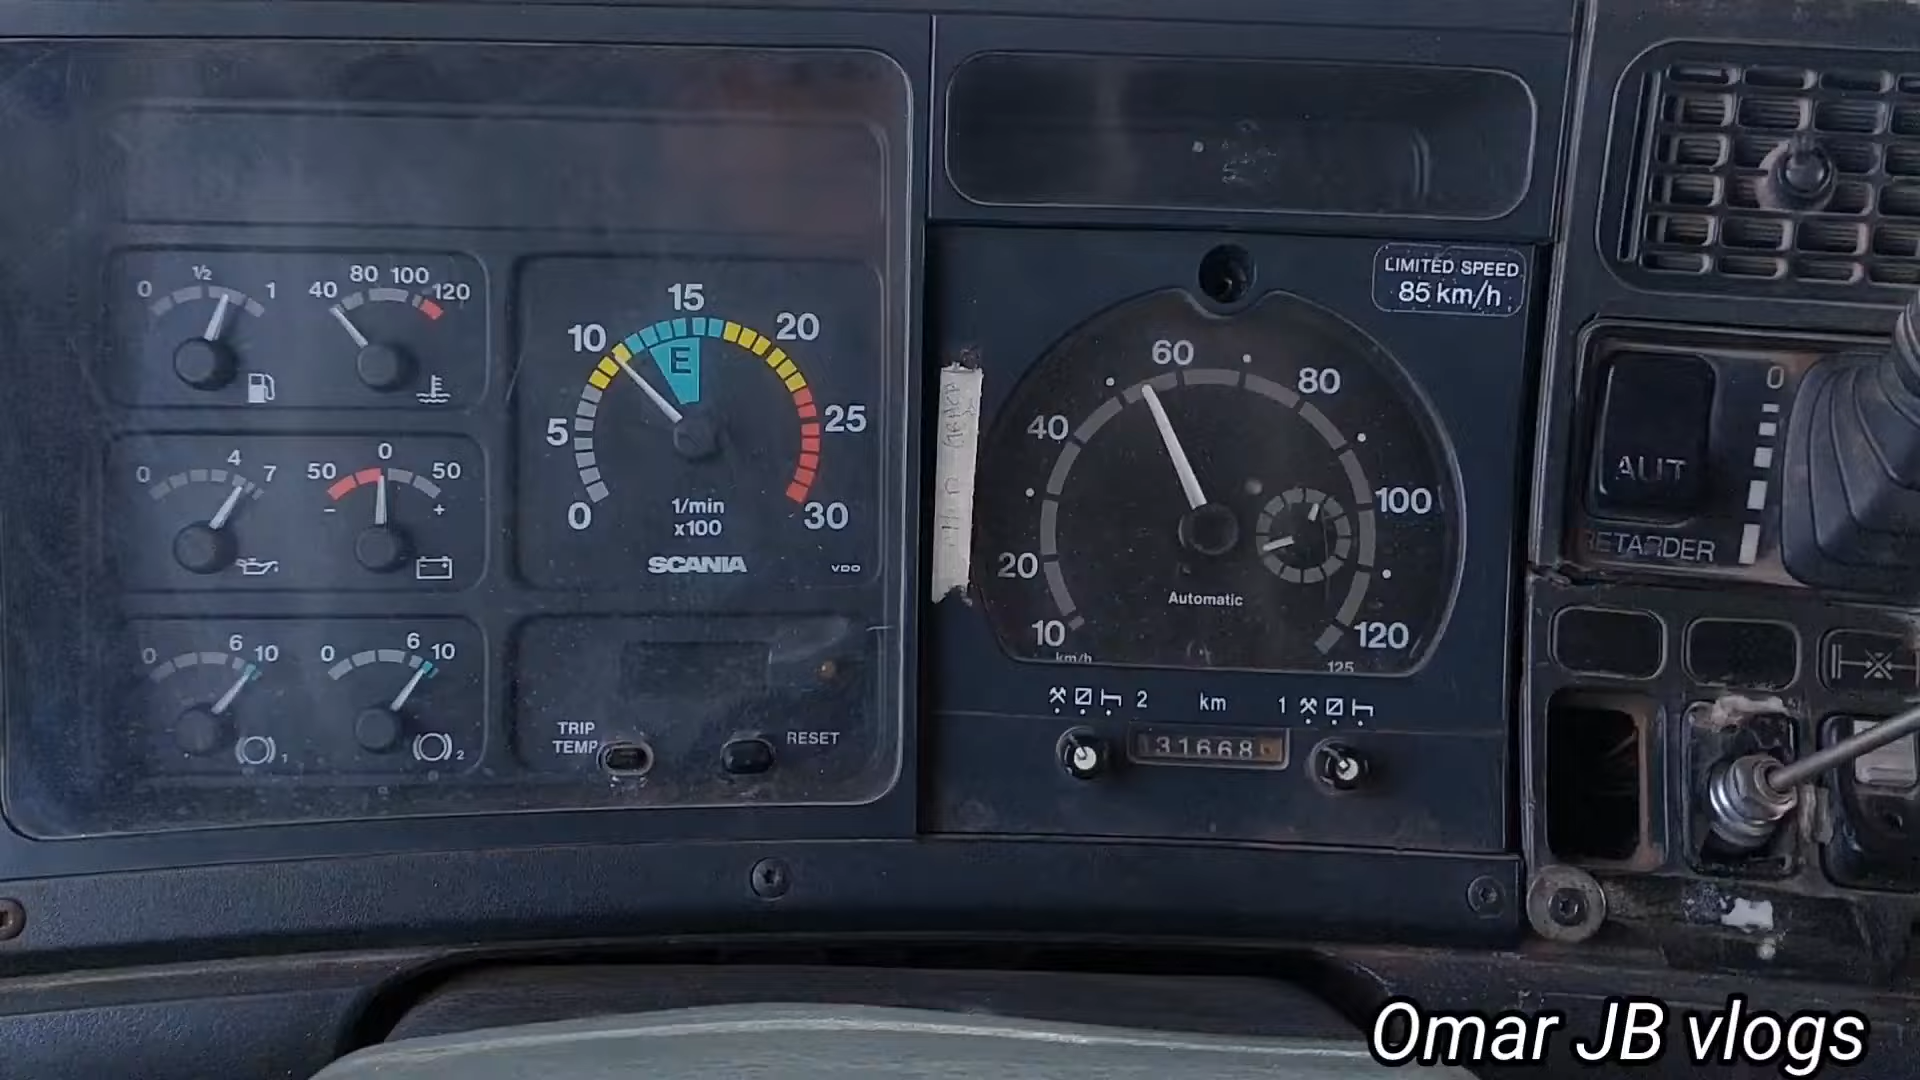 0 ½ 1
40 80 100 120
0 4 7
50 0 50
- +
0 6 10
1
0 6 10
2
0 5 10 15 20 25 30
E
1/min
x100
SCANIA
VDO
TRIP
TEMP
RESET
LIMITED SPEED
85 km/h
10 20 40 60 80 100 120
km/h
125
Automatic
2 km 1
131668
AUT
0
RETARDER
Omar JB vlogs